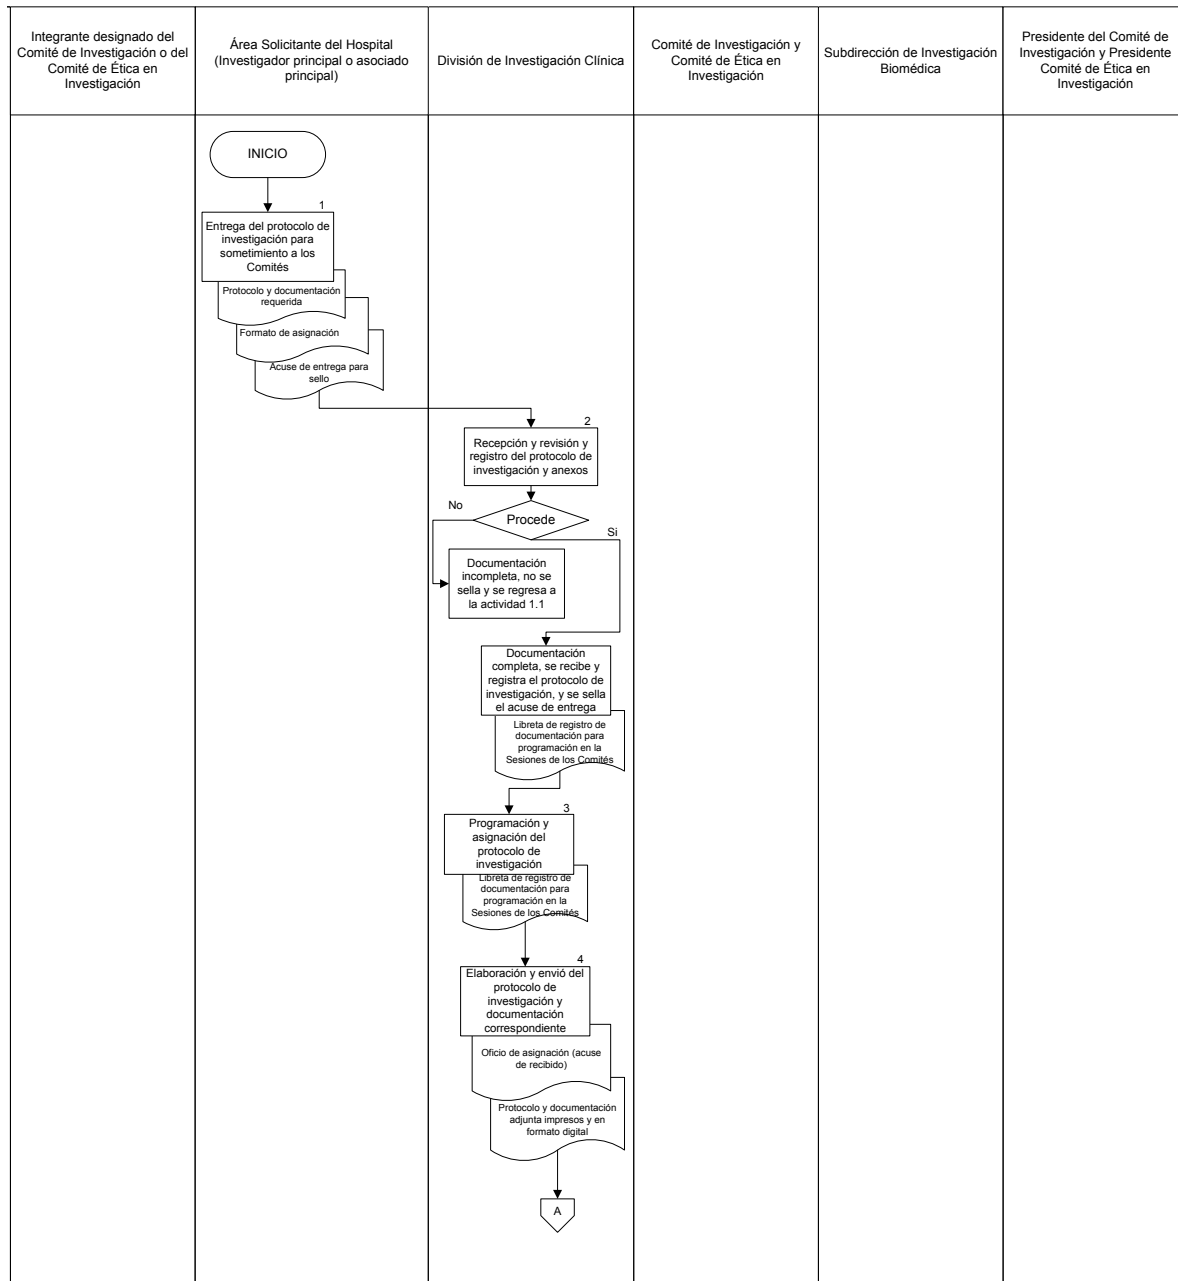 Integrante designado del
Comité de Investigación o del
Comité de Ética en
Investigación
Área Solicitante del Hospital
(Investigador principal o asociado
principal)
División de Investigación Clínica
Comité de Investigación y
Comité de Ética en
Investigación
Subdirección de Investigación
Biomédica
Presidente del Comité de
Investigación y Presidente
Comité de Ética en
Investigación
INICIO
1
Entrega del protocolo de
investigación para
sometimiento a los
Comités
Protocolo y documentación
requerida
Formato de asignación
Acuse de entrega para
sello
2
Recepción y revisión y
registro del protocolo de
investigación y anexos
No
Procede
Si
Documentación
incompleta, no se
sella y se regresa a
la actividad 1.1
Documentación
completa, se recibe y
registra el protocolo de
investigación, y se sella
el acuse de entrega
Libreta de registro de
documentación para
programación en la
Sesiones de los Comités
3
Programación y
asignación del
protocolo de
investigación
Libreta de registro de
documentación para
programación en la
Sesiones de los Comités
4
Elaboración y envió del
protocolo de
investigación y
documentación
correspondiente
Oficio de asignación (acuse
de recibido)
Protocolo y documentación
adjunta impresos y en
formato digital
A